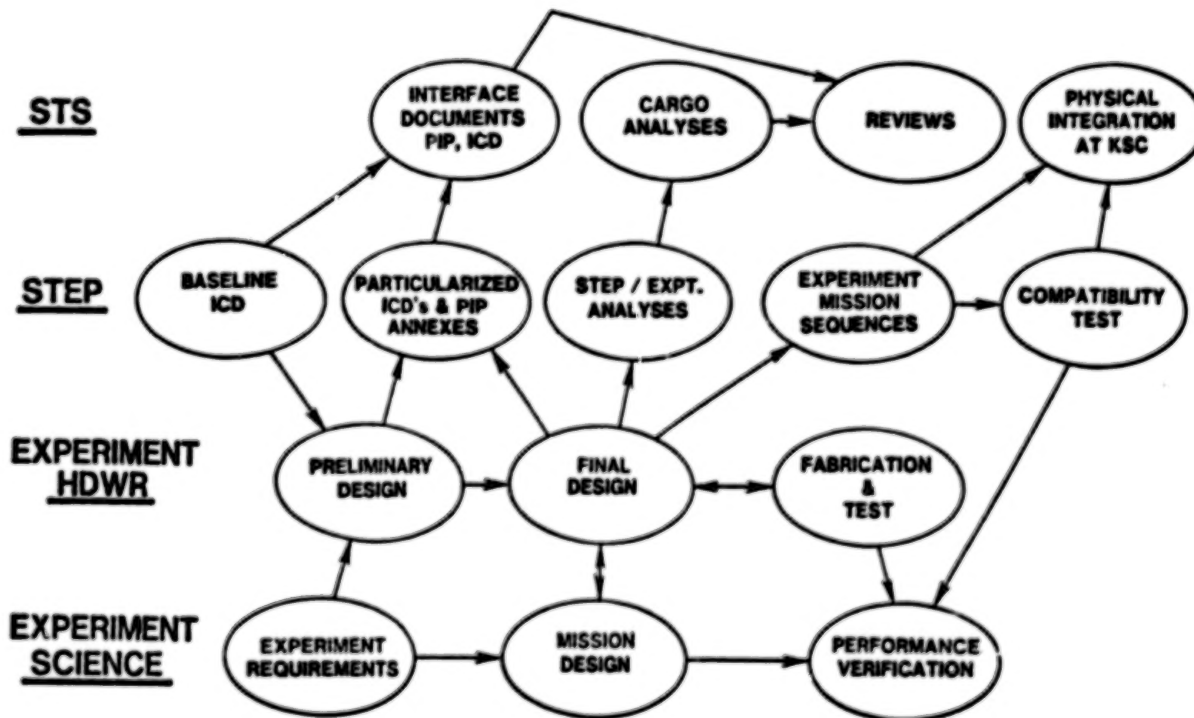 STS
INTERFACE
DOCUMENTS
PIP, ICD
CARGO
ANALYSES
REVIEWS
PHYSICAL
INTEGRATION
AT KSC
STEP
BASELINE
ICD
PARTICULARIZED
ICD's & PIP
ANNEXES
STEP / EXPT.
ANALYSES
EXPERIMENT
MISSION
SEQUENCES
COMPATIBILITY
TEST
EXPERIMENT
HDWR
PRELIMINARY
DESIGN
FINAL
DESIGN
FABRICATION
&
TEST
EXPERIMENT
SCIENCE
EXPERIMENT
REQUIREMENTS
MISSION
DESIGN
PERFORMANCE
VERIFICATION